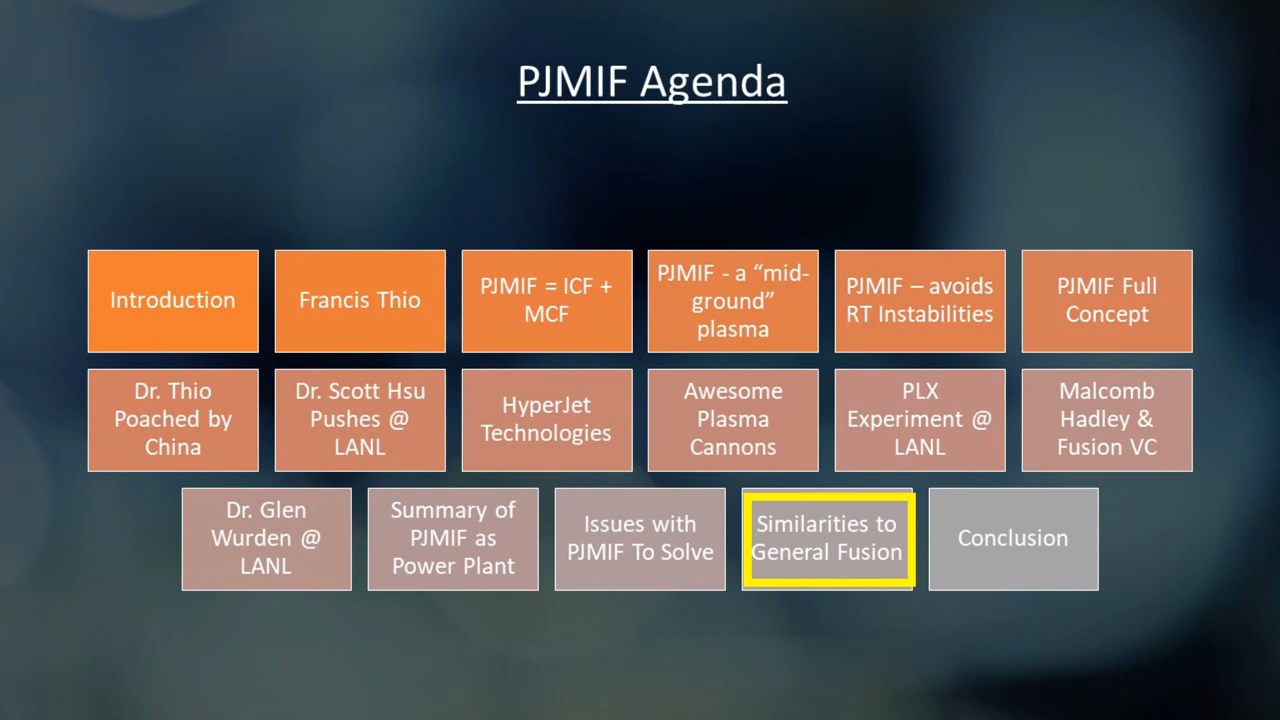 PJMIF Agenda
Introduction
Francis Thio
PJMIF = ICF +
MCF
PJMIF - a “mid-
ground”
plasma
PJMIF – avoids
RT Instabilities
PJMIF Full
Concept
Dr. Thio
Poached by
China
Dr. Scott Hsu
Pushes @
LANL
HyperJet
Technologies
Awesome
Plasma
Cannons
PLX
Experiment @
LANL
Malcomb
Hadley &
Fusion VC
Dr. Glen
Wurden @
LANL
Summary of
PJMIF as
Power Plant
Issues with
PJMIF To Solve
Similarities to
General Fusion
Conclusion